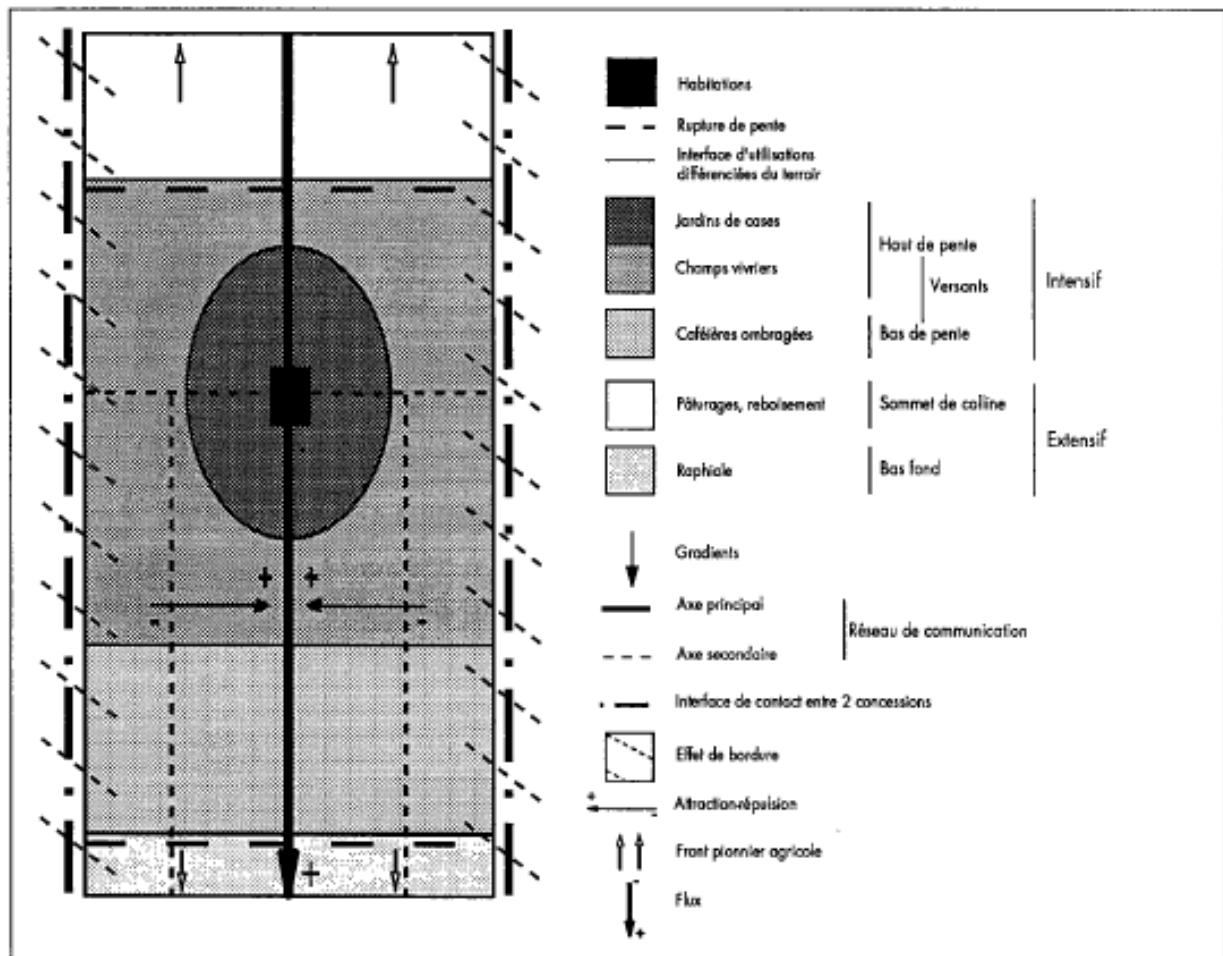 Habitations
Rupture de pente
Interface d'utilisations
différenciées du terroir
Jardins de cases
Champs vivriers
Haut de pente
Versants
Intensif
Caféières ombragées
Bas de pente
Pâturages, reboisement
Sommet de colline
Extensif
Raphiale
Bas fond
Gradients
Axe principal
Réseau de communication
Axe secondaire
Interface de contact entre 2 concessions
Effet de bordure
+
-
Attraction-répulsion
Front pionnier agricole
-
Flux
+
+ +
- -
+